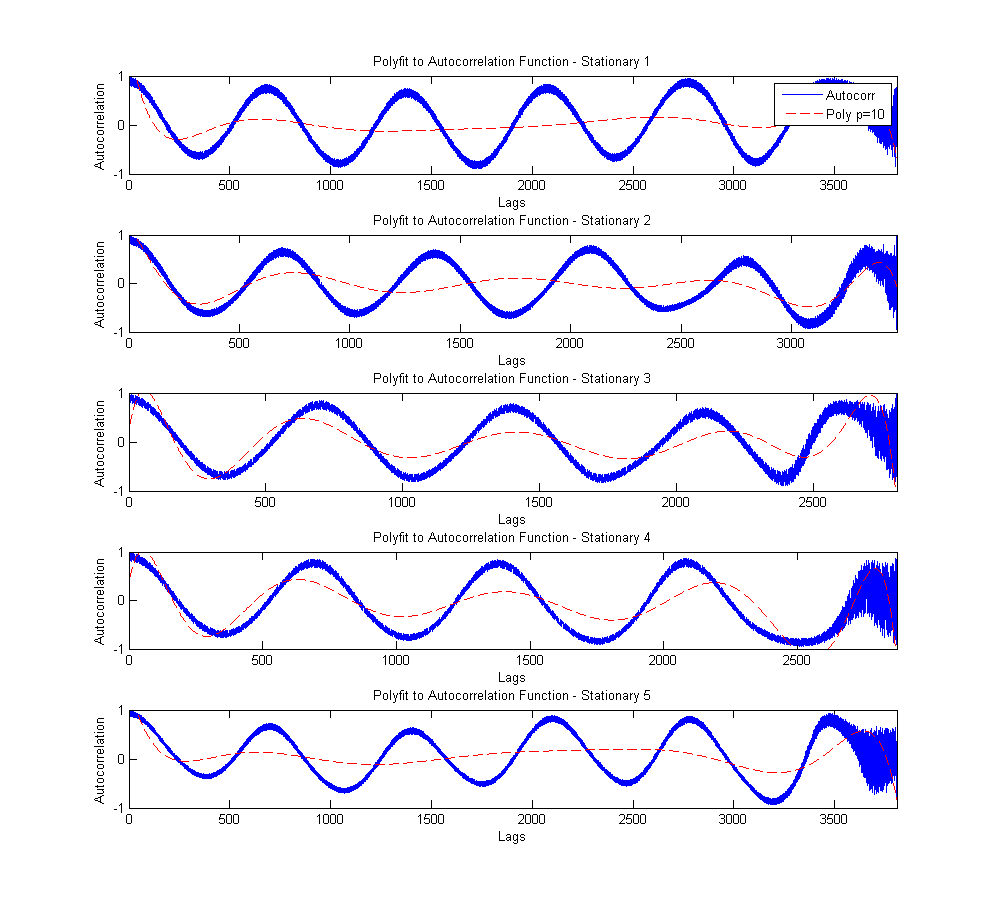 Polyfit to Autocorrelation Function - Stationary 1
Autocorrelation
1
0
-1
Autocorr
Poly p=10
0 500 1000 1500 2000 2500 3000 3500
Lags
Polyfit to Autocorrelation Function - Stationary 2
Autocorrelation
1
0
-1
0 500 1000 1500 2000 2500 3000
Lags
Polyfit to Autocorrelation Function - Stationary 3
Autocorrelation
1
0
-1
0 500 1000 1500 2000 2500
Lags
Polyfit to Autocorrelation Function - Stationary 4
Autocorrelation
1
0
-1
0 500 1000 1500 2000 2500
Lags
Polyfit to Autocorrelation Function - Stationary 5
Autocorrelation
1
0
-1
0 500 1000 1500 2000 2500 3000 3500
Lags